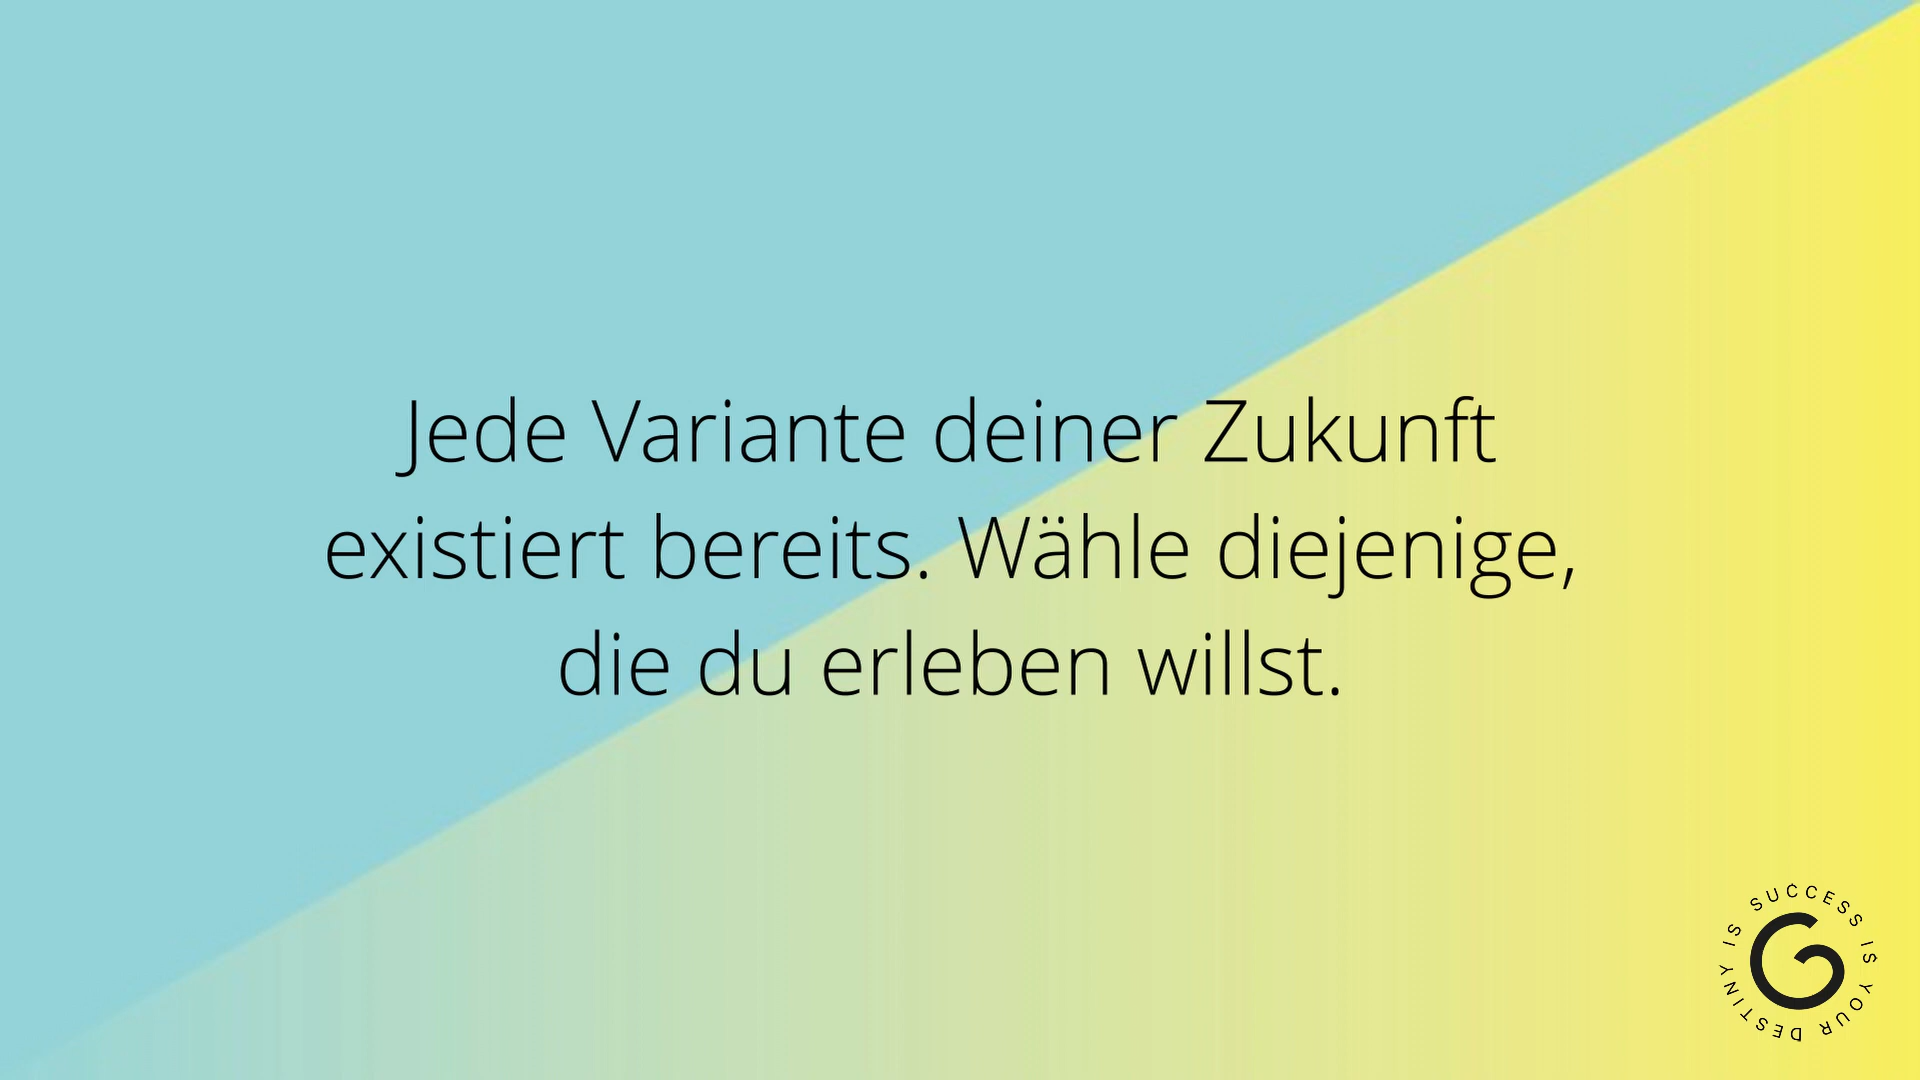 Jede Variante deiner Zukunft
existiert bereits. Wähle diejenige,
die du erleben willst.
SUCCESS IS YOUR DESTINY IS